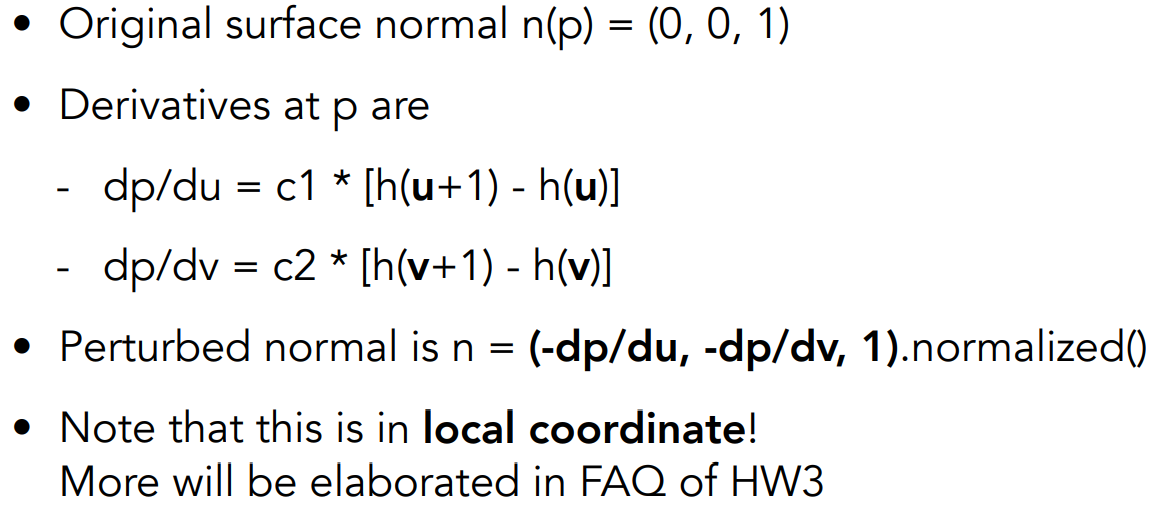 • Original surface normal n(p) = (0, 0, 1)
• Derivatives at p are
- dp/du = c1 * [h(u+1) - h(u)]
- dp/dv = c2 * [h(v+1) - h(v)]
• Perturbed normal is n = (-dp/du, -dp/dv, 1).normalized()
• Note that this is in local coordinate!
More will be elaborated in FAQ of HW3